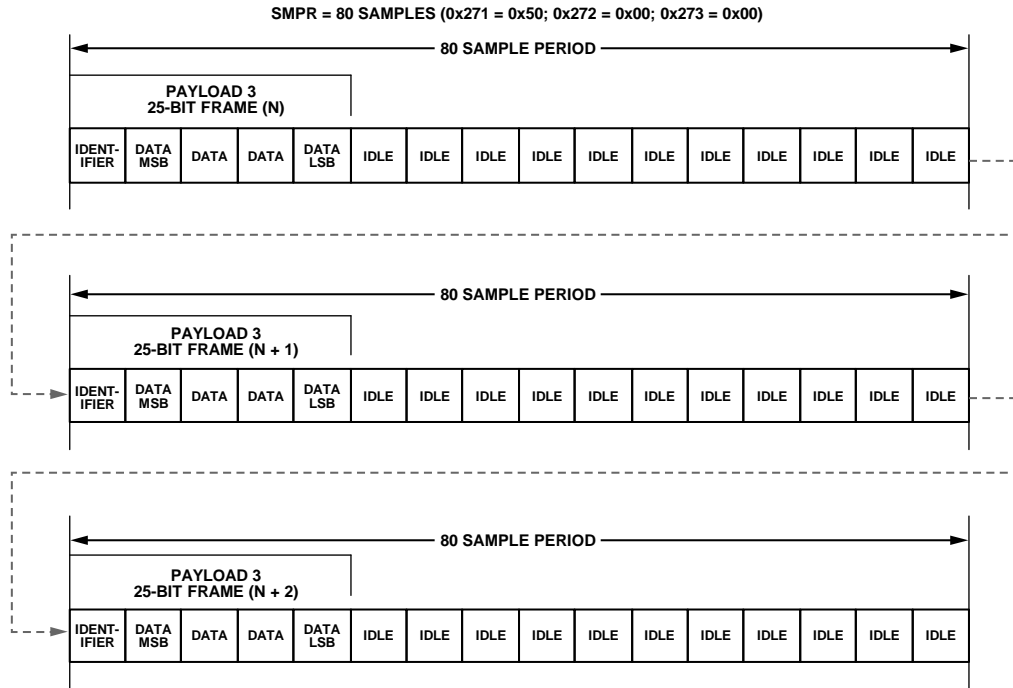 SMPR = 80 SAMPLES (0x271 = 0x50; 0x272 = 0x00; 0x273 = 0x00)
80 SAMPLE PERIOD
PAYLOAD 3
25-BIT FRAME (N)
IDENT-
IFIER
DATA
MSB
DATA
DATA
DATA
LSB
IDLE
IDLE
IDLE
IDLE
IDLE
IDLE
IDLE
IDLE
IDLE
IDLE
IDLE
80 SAMPLE PERIOD
PAYLOAD 3
25-BIT FRAME (N + 1)
IDENT-
IFIER
DATA
MSB
DATA
DATA
DATA
LSB
IDLE
IDLE
IDLE
IDLE
IDLE
IDLE
IDLE
IDLE
IDLE
IDLE
IDLE
80 SAMPLE PERIOD
PAYLOAD 3
25-BIT FRAME (N + 2)
IDENT-
IFIER
DATA
MSB
DATA
DATA
DATA
LSB
IDLE
IDLE
IDLE
IDLE
IDLE
IDLE
IDLE
IDLE
IDLE
IDLE
IDLE